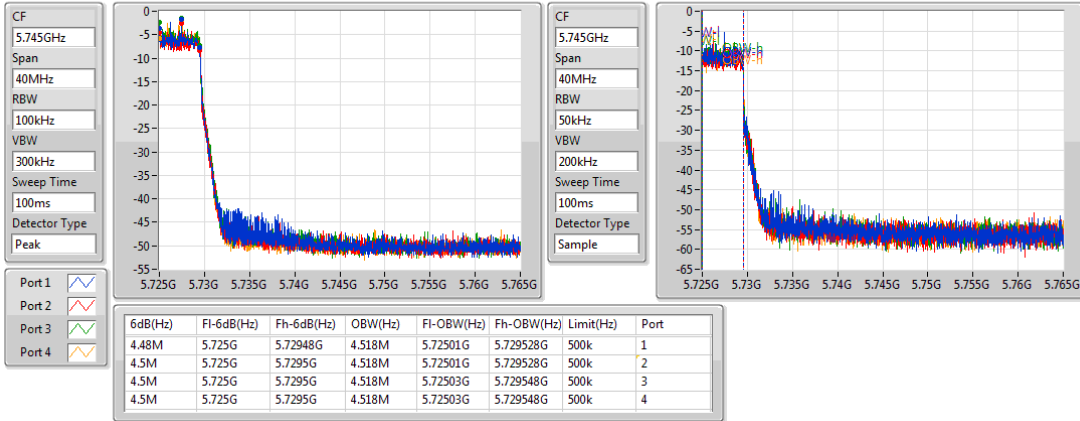 CF
5.745GHz
Span
40MHz
RBW
100kHz
VBW
300kHz
Sweep Time
100ms
Detector Type
Peak
Port 1
Port 2
Port 3
Port 4
0
-5
-10
-15
-20
-25
-30
-35
-40
-45
-50
-55
5.725G 5.73G 5.735G 5.74G 5.745G 5.75G 5.755G 5.76G 5.765G
CF
5.745GHz
Span
40MHz
RBW
50kHz
VBW
200kHz
Sweep Time
100ms
Detector Type
Sample
0
-5
-10
-15
-20
-25
-30
-35
-40
-45
-50
-55
-60
-65
5.725G 5.73G 5.735G 5.74G 5.745G 5.75G 5.755G 5.76G 5.765G
6dB(Hz) Fl-6dB(Hz) Fh-6dB(Hz) OBW(Hz) Fl-OBW(Hz) Fh-OBW(Hz) Limit(Hz) Port
4.48M 5.725G 5.72948G 4.518M 5.72501G 5.729528G 500k 1
4.5M 5.725G 5.7295G 4.518M 5.72501G 5.729528G 500k 2
4.5M 5.725G 5.7295G 4.518M 5.72503G 5.729548G 500k 3
4.5M 5.725G 5.7295G 4.518M 5.72503G 5.729548G 500k 4